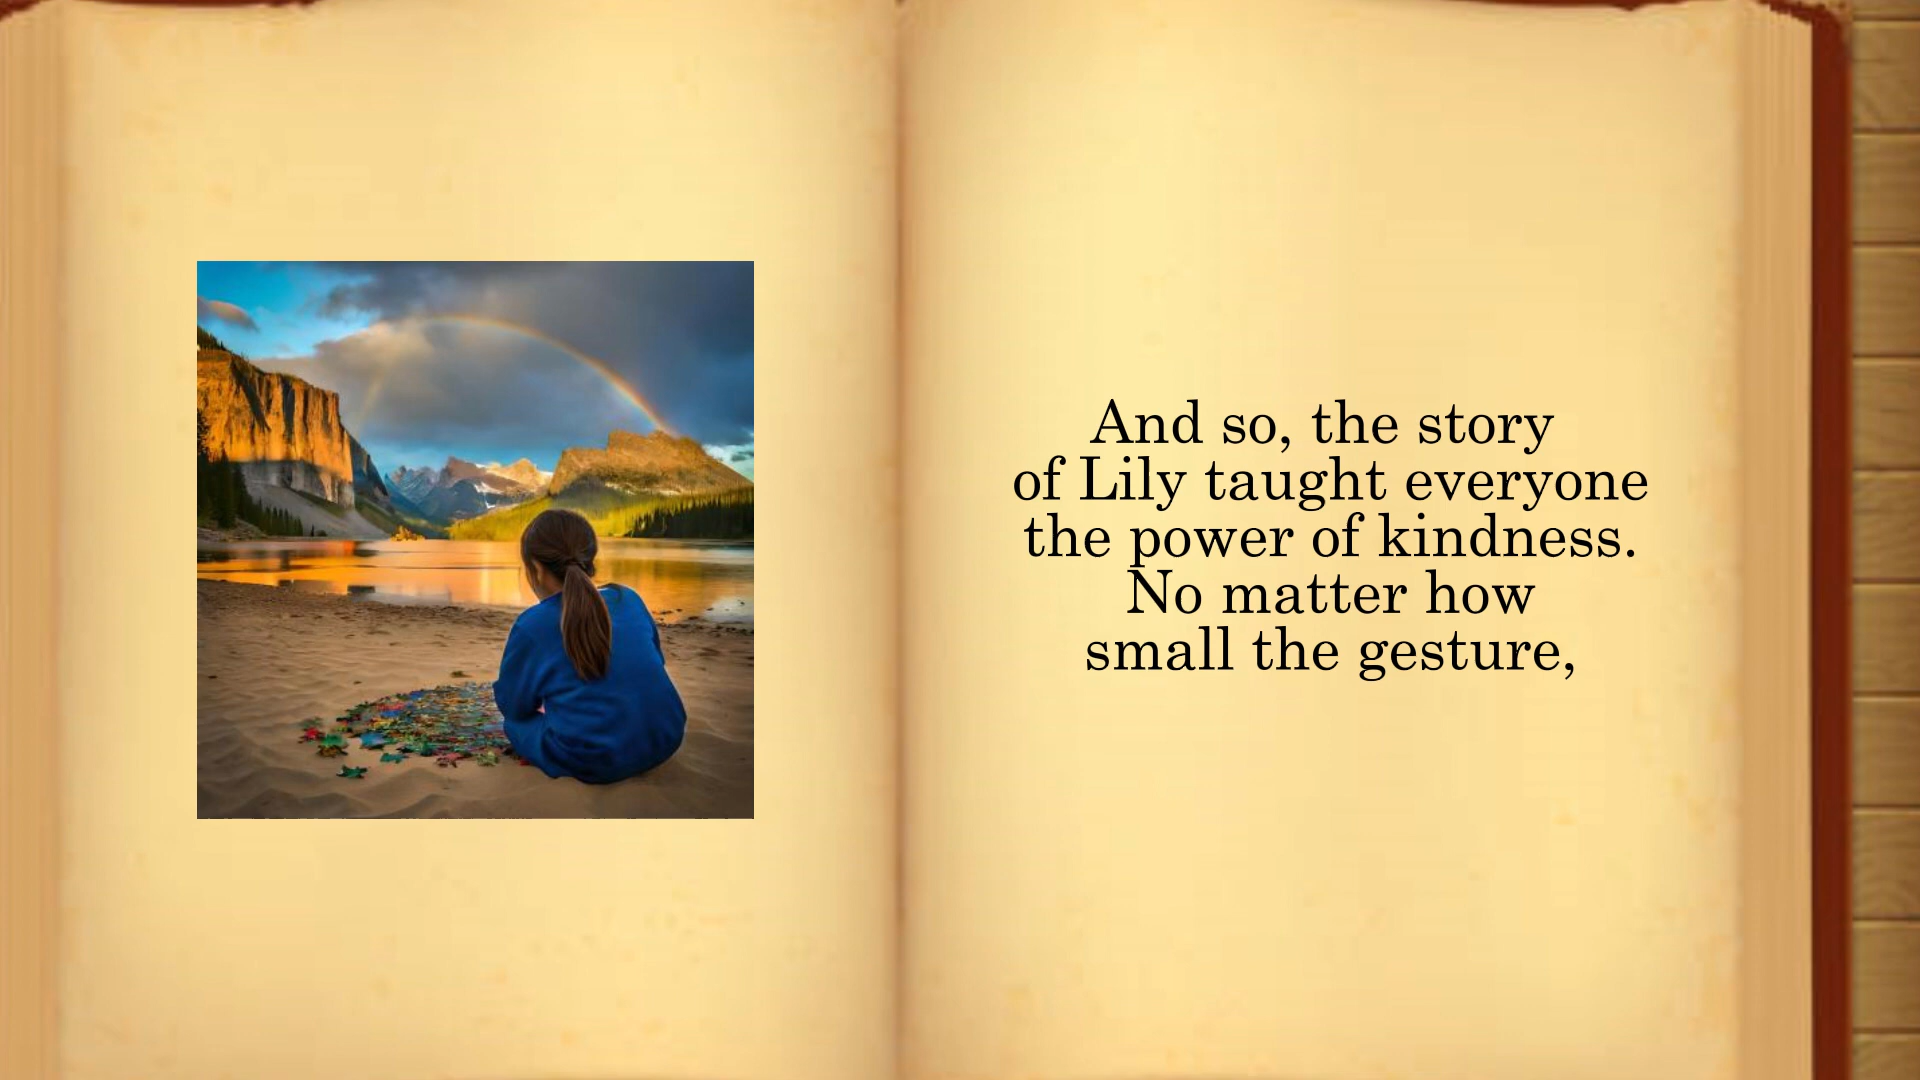 And so, the story
of Lily taught everyone
the power of kindness.
No matter how
small the gesture,